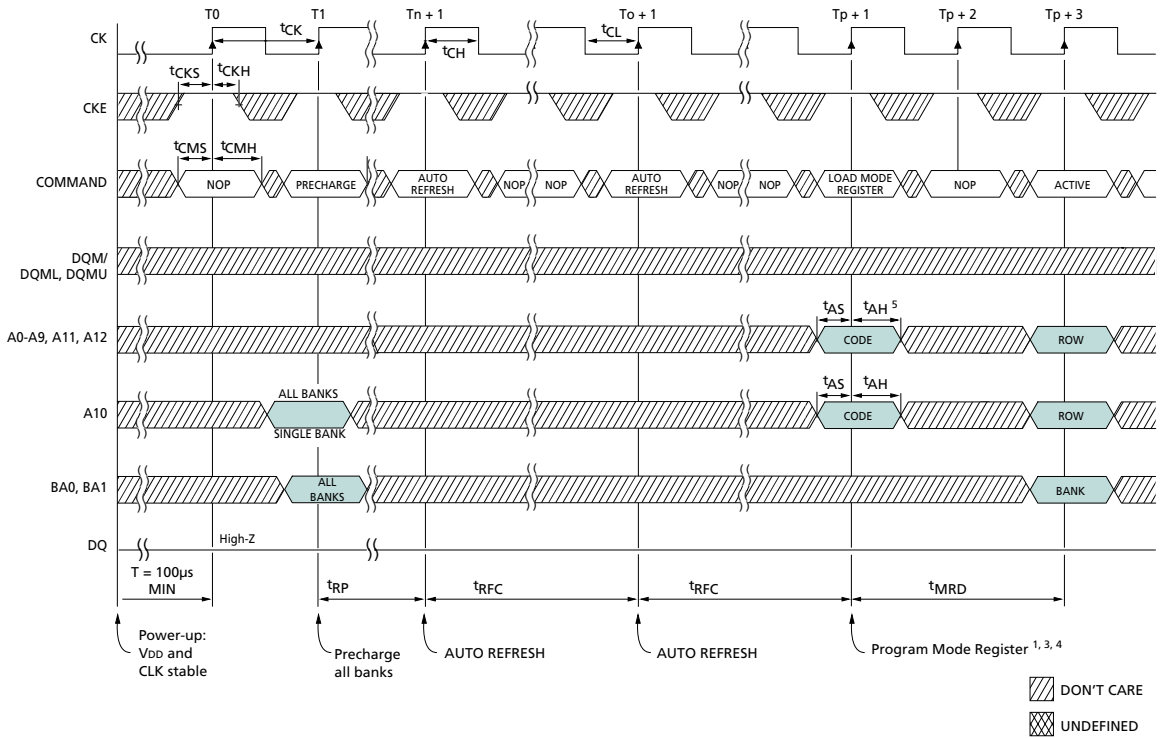 T0 T1 Tn + 1 To + 1 Tp + 1 Tp + 2 Tp + 3
CK
tCK
tCH
tCL
tCKS tCKH
CKE
tCMS tCMH
COMMAND
NOP
PRECHARGE
AUTO
REFRESH
NOP
NOP
AUTO
REFRESH
NOP
NOP
LOAD MODE
REGISTER
NOP
ACTIVE
DQM/
DQML, DQMU
tAS tAH 5
A0-A9, A11, A12
CODE
ROW
tAS tAH
ALL BANKS
A10
CODE
ROW
SINGLE BANK
BA0, BA1
ALL
BANKS
BANK
DQ
High-Z
T = 100µs
MIN
tRP
tRFC
tRFC
tMRD
Power-up:
VDD and
CLK stable
Precharge
all banks
AUTO REFRESH
AUTO REFRESH
Program Mode Register 1, 3, 4
DON'T CARE
UNDEFINED